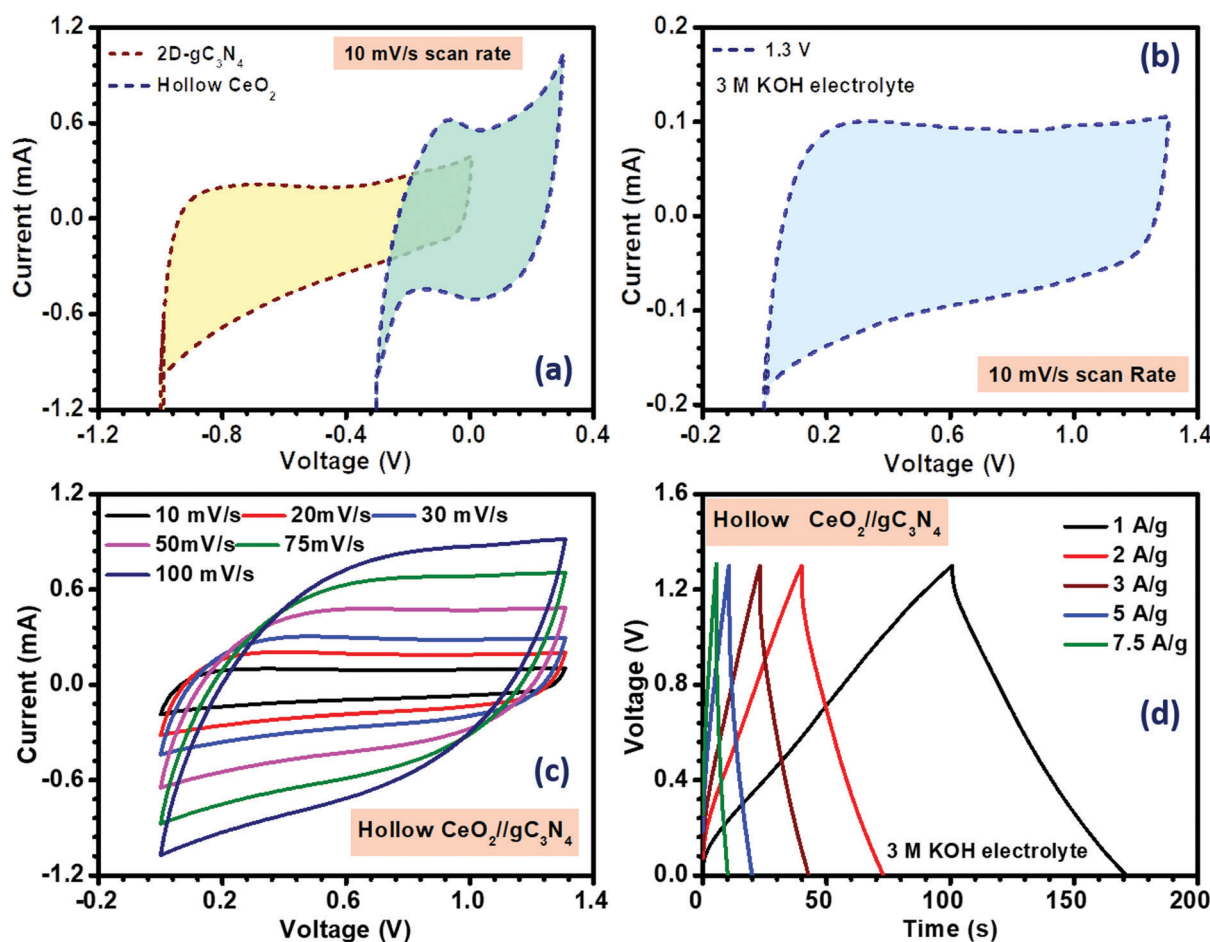 1.2
0.6
0.0
-0.6
-1.2
Current (mA)
2D-gC₃N₄
Hollow CeO₂
10 mV/s scan rate
(a)
-1.2 -0.8 -0.4 0.0 0.4
Voltage (V)
0.2
0.1
0.0
-0.1
-0.2
Current (mA)
1.3 V
3 M KOH electrolyte
(b)
10 mV/s scan Rate
-0.2 0.2 0.6 1.0 1.4
Voltage (V)
1.2
0.6
0.0
-0.6
-1.2
Current (mA)
10 mV/s 20mV/s 30 mV/s
50mV/s 75mV/s
100 mV/s
(c)
Hollow CeO₂//gC₃N₄
-0.2 0.2 0.6 1.0 1.4
Voltage (V)
1.6
1.2
0.8
0.4
0.0
Voltage (V)
Hollow CeO₂//gC₃N₄
1 A/g
2 A/g
3 A/g
5 A/g
7.5 A/g
(d)
3 M KOH electrolyte
0 50 100 150 200
Time (s)